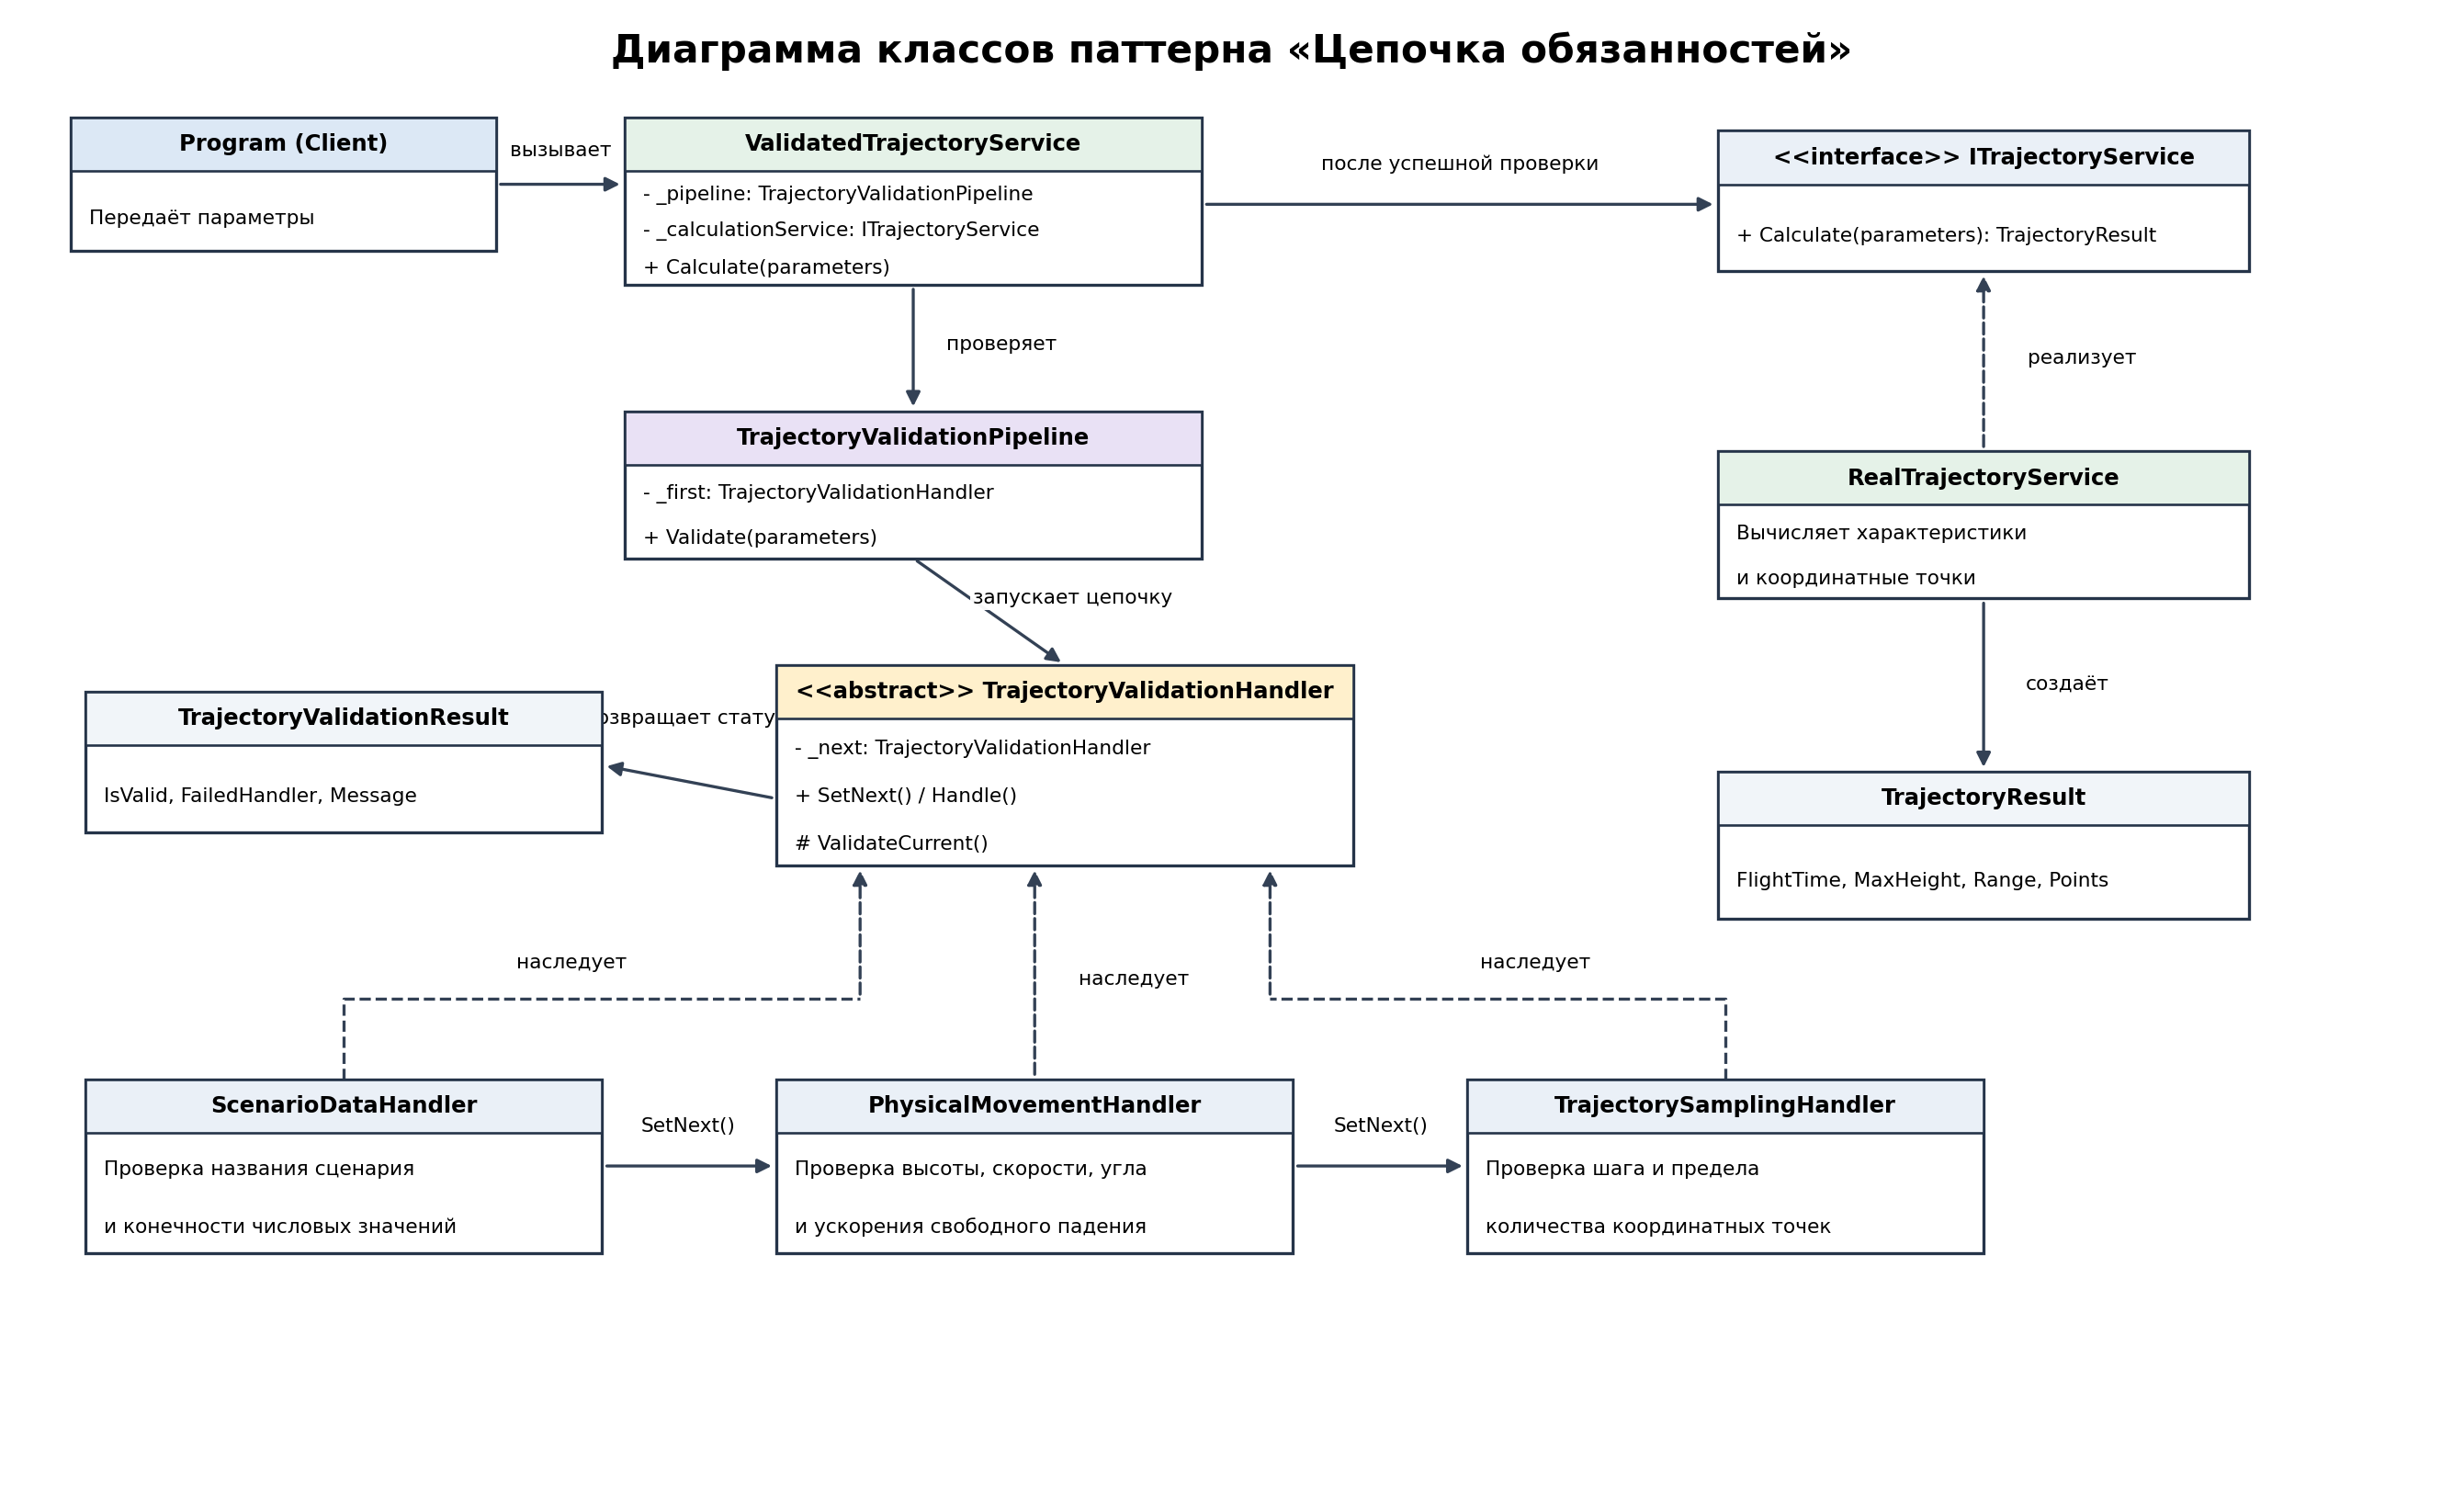 Диаграмма классов паттерна «Цепочка обязанностей»
Program (Client)
Передаёт параметры
вызывает
ValidatedTrajectoryService
- _pipeline: TrajectoryValidationPipeline
- _calculationService: ITrajectoryService
+ Calculate(parameters)
после успешной проверки
<<interface>> ITrajectoryService
+ Calculate(parameters): TrajectoryResult
проверяет
реализует
TrajectoryValidationPipeline
- _first: TrajectoryValidationHandler
+ Validate(parameters)
RealTrajectoryService
Вычисляет характеристики
и координатные точки
запускает цепочку
создаёт
TrajectoryValidationResult
IsValid, FailedHandler, Message
озвращает стату
<<abstract>> TrajectoryValidationHandler
- _next: TrajectoryValidationHandler
+ SetNext() / Handle()
# ValidateCurrent()
TrajectoryResult
FlightTime, MaxHeight, Range, Points
наследует
наследует
наследует
ScenarioDataHandler
Проверка названия сценария
и конечности числовых значений
SetNext()
PhysicalMovementHandler
Проверка высоты, скорости, угла
и ускорения свободного падения
SetNext()
TrajectorySamplingHandler
Проверка шага и предела
количества координатных точек